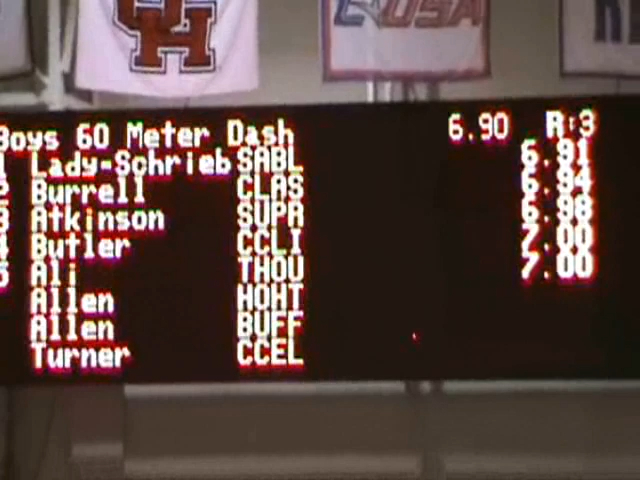 UH
USA
Boys 60 Meter Dash 6.90 R:3
1 Lady-Schrieb SABL 6.91
2 Burrell CLAS 6.94
3 Atkinson SUPR 6.98
4 Butler CCLI 7.00
5 Ali THOU 7.00
Allen HOHT
Allen BUFF
Turner CCEL